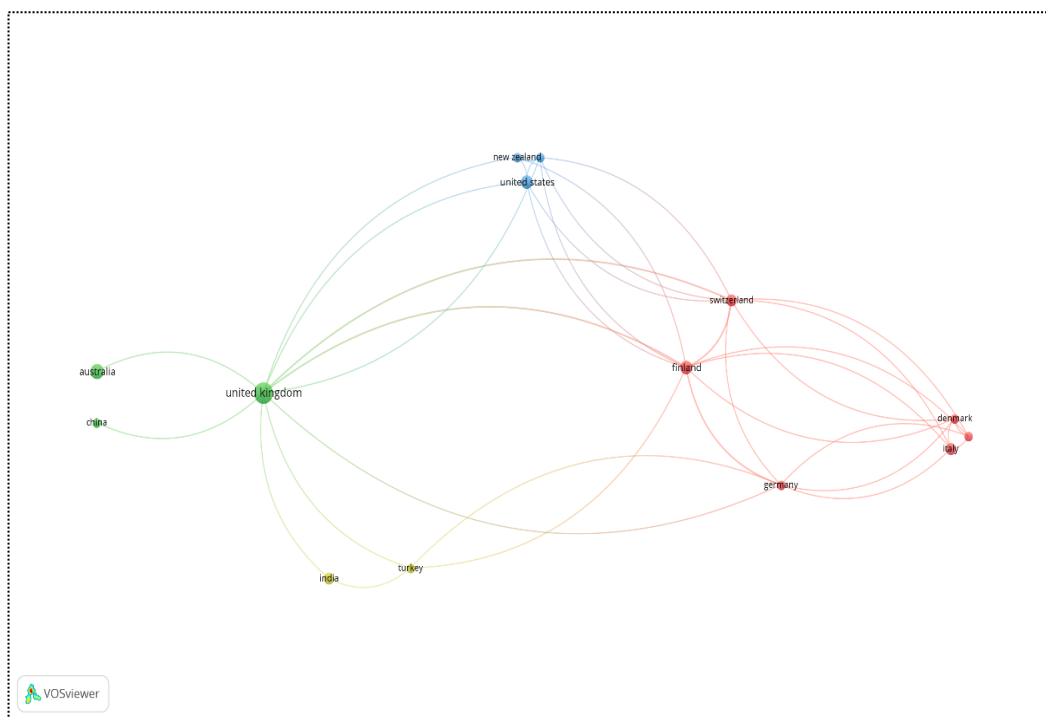 new zealand
united states
switzerland
finland
australia
united kingdom
china
denmark
italy
germany
turkey
india
VOSviewer